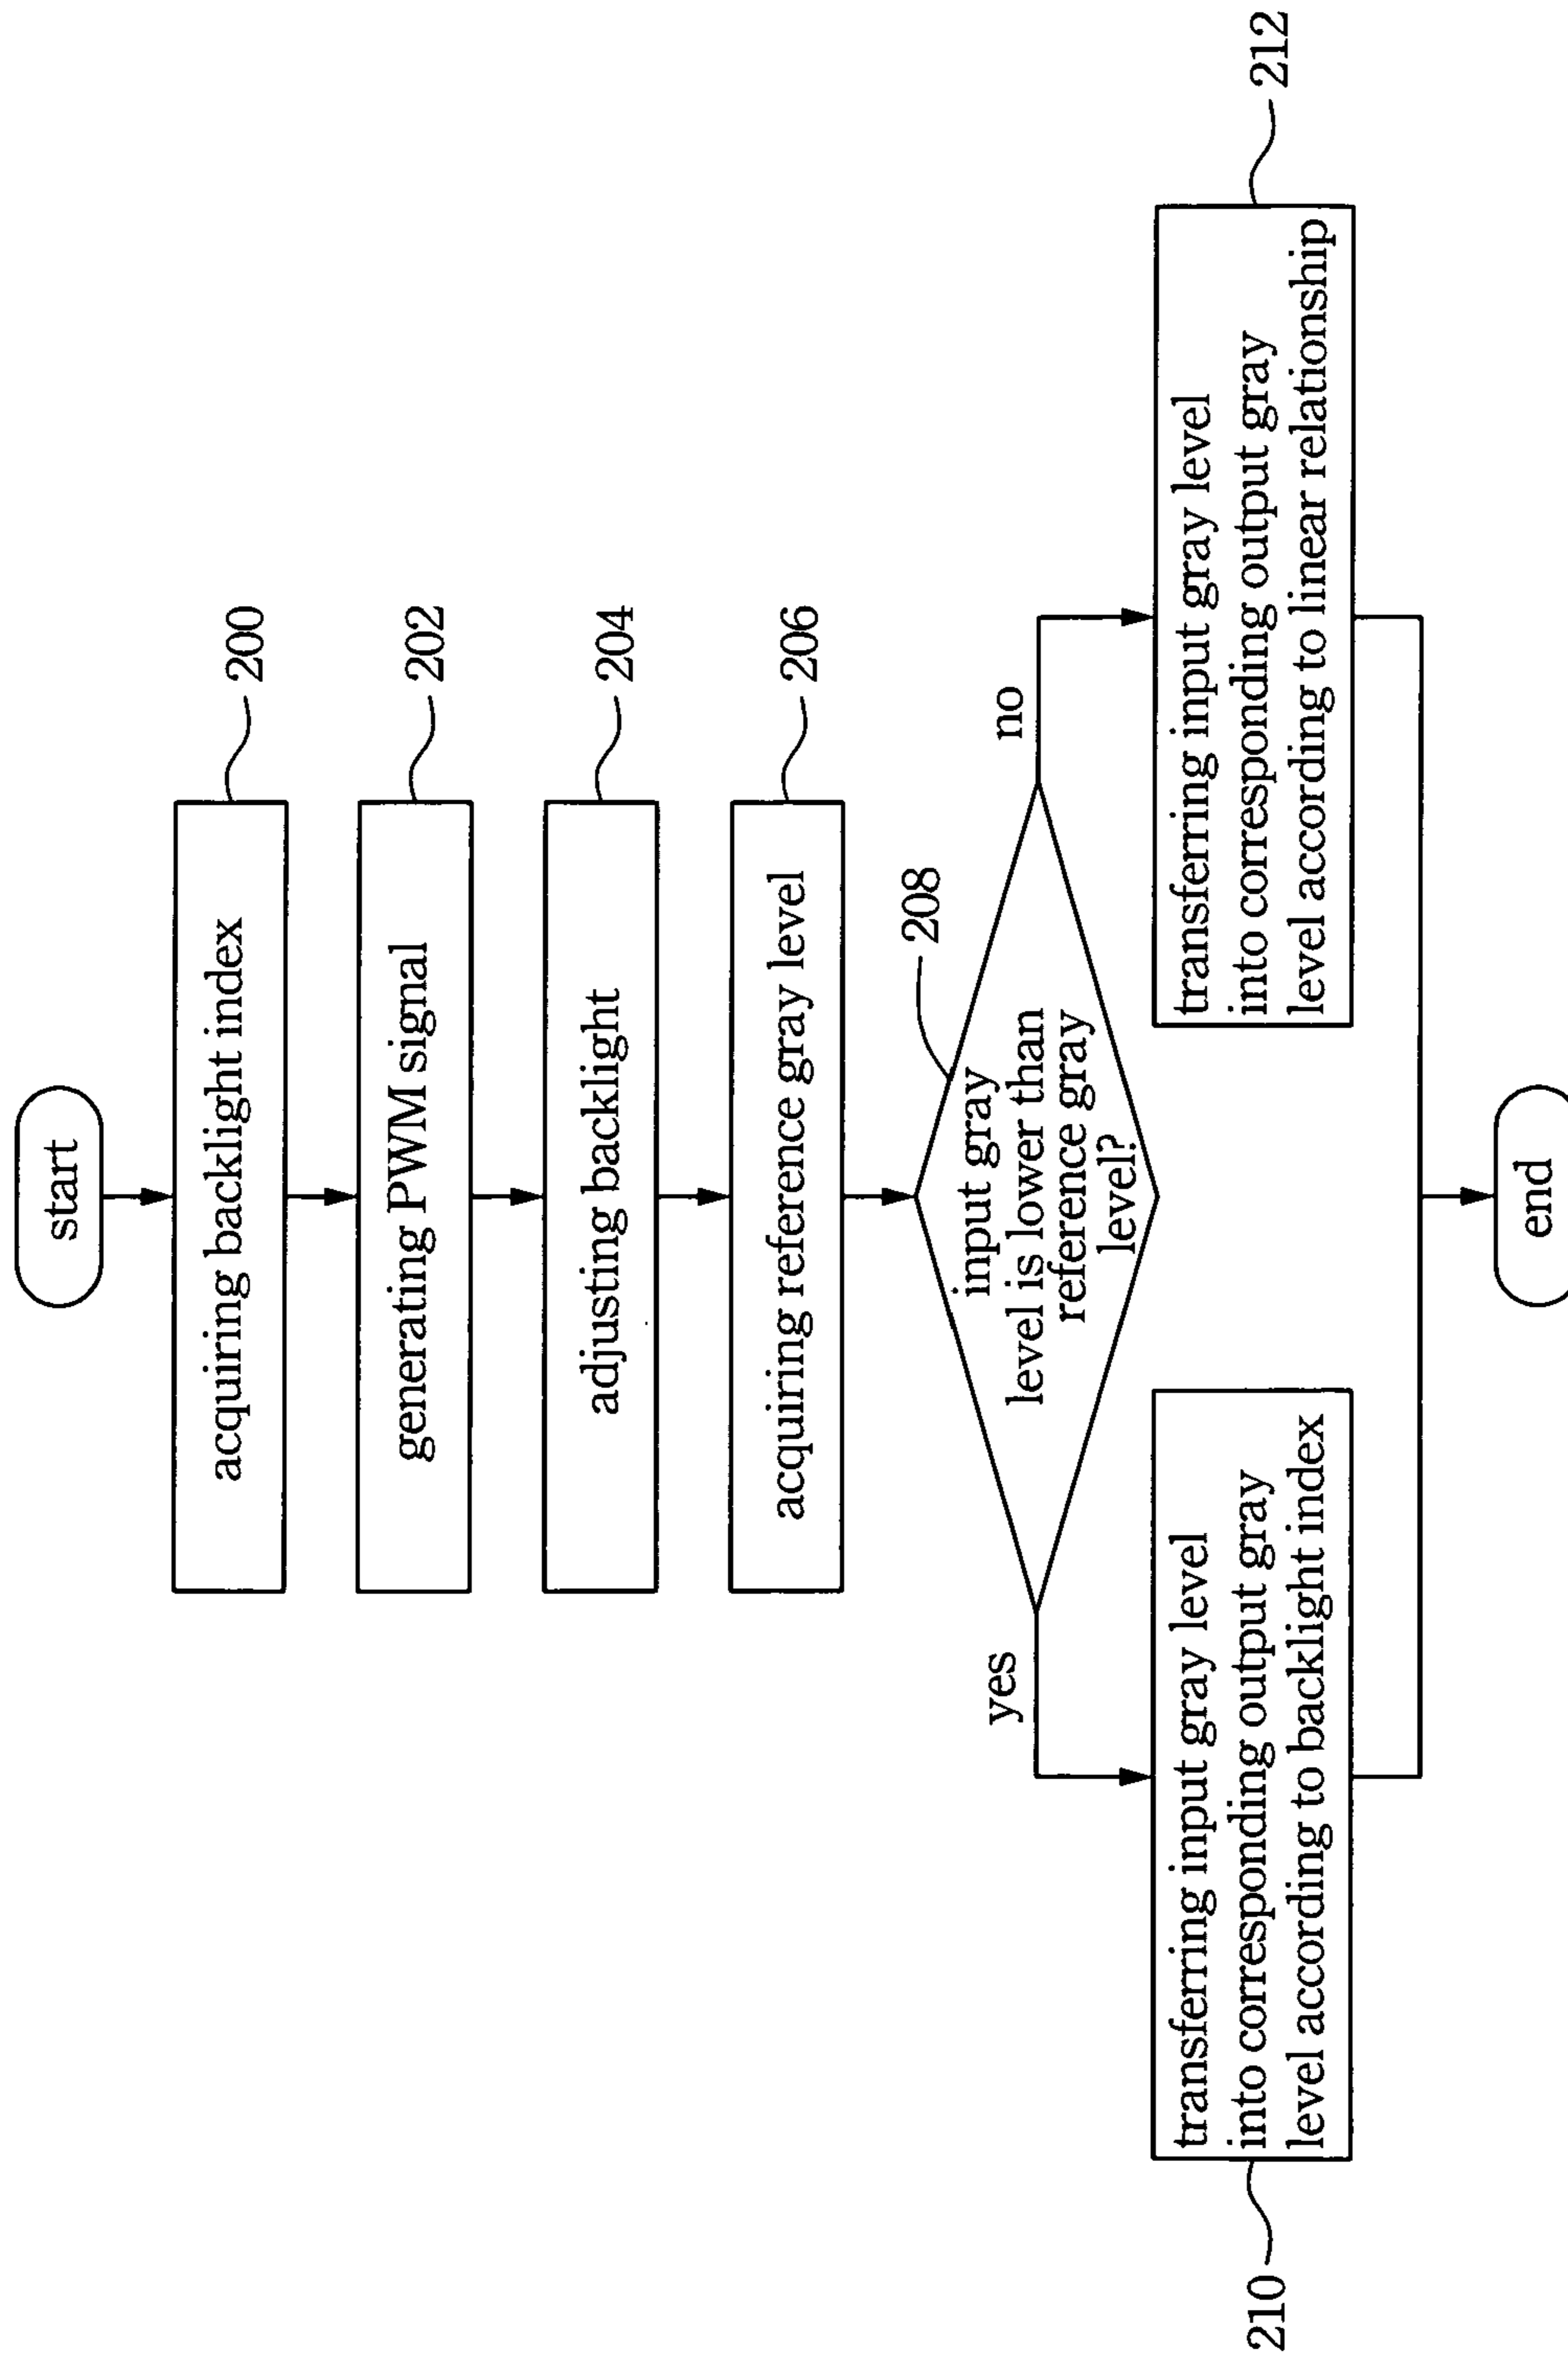 start
acquiring backlight index
200
generating PWM signal
202
adjusting backlight
204
acquiring reference gray level
206
208
input gray
level is lower than
reference gray
level?
yes
no
transferring input gray level
into corresponding output gray
level according to backlight index
210
transferring input gray level
into corresponding output gray
level according to linear relationship
212
end